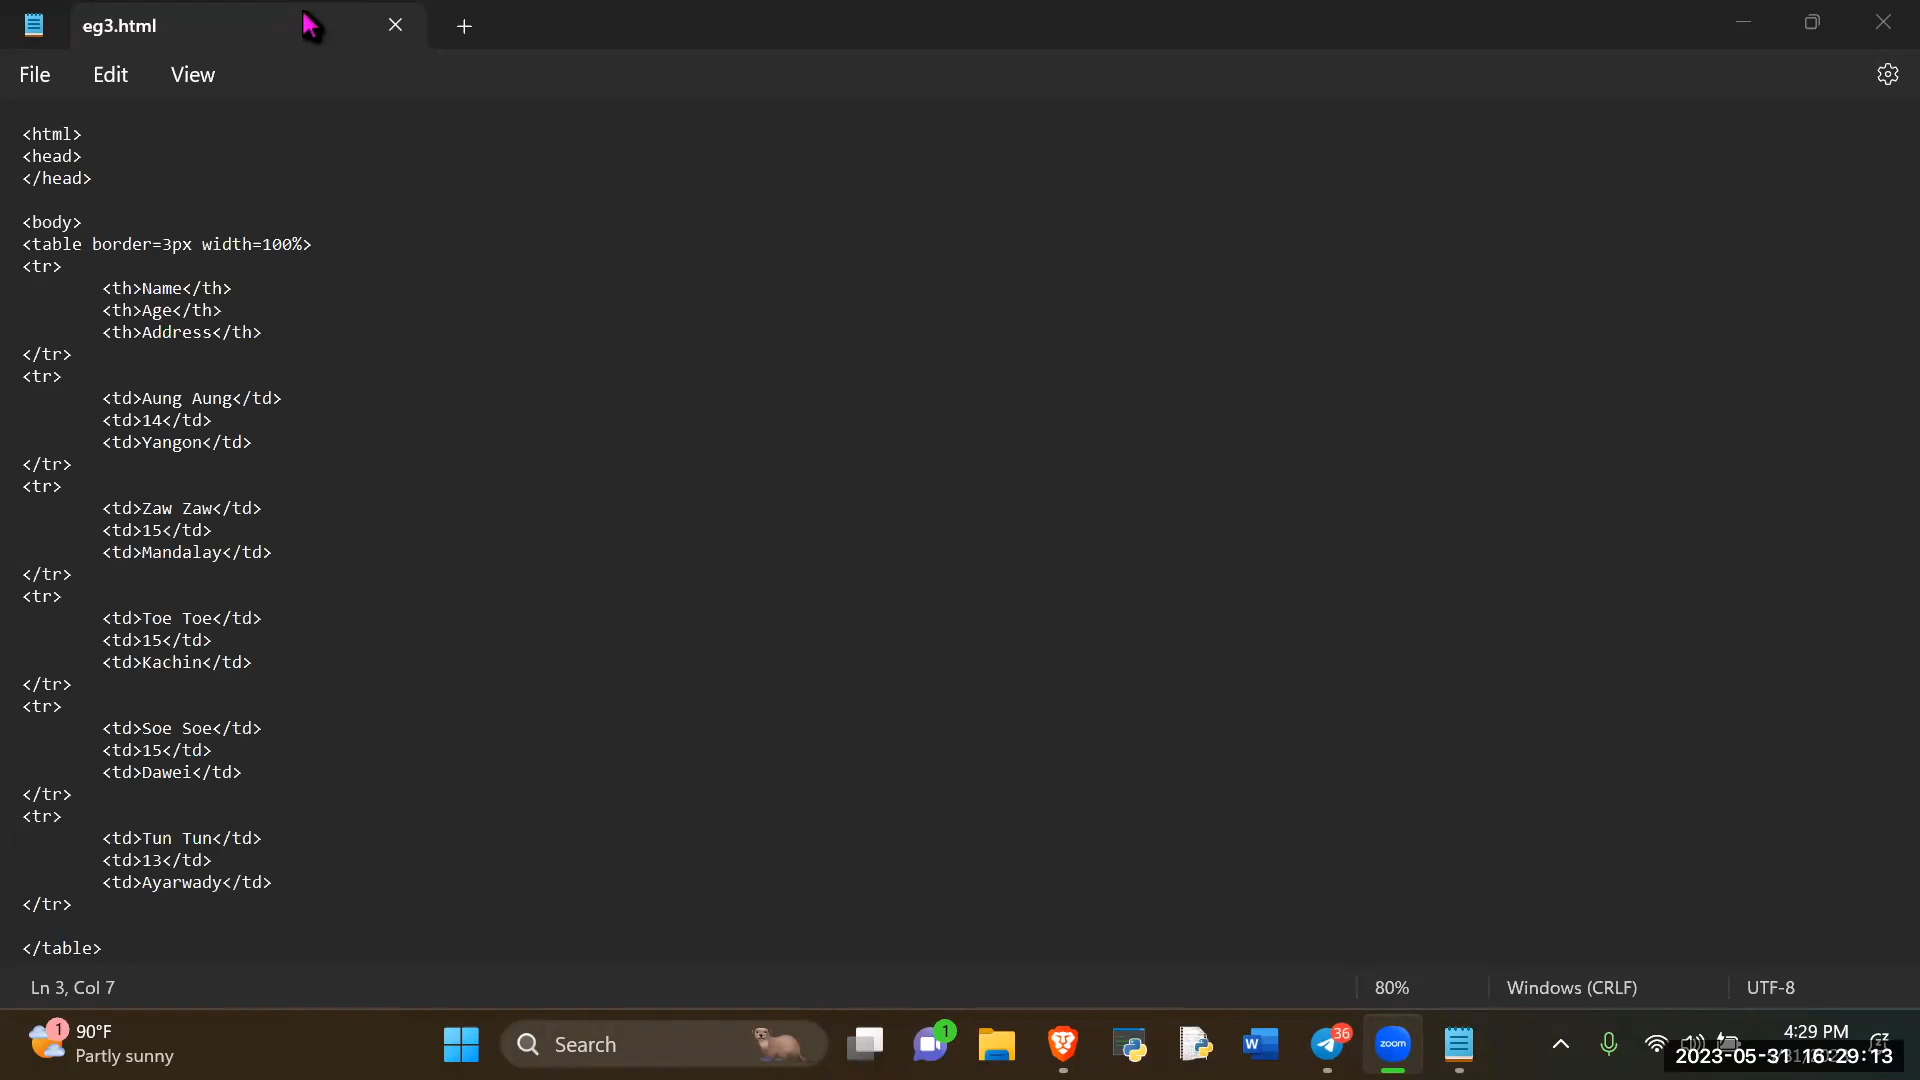 eg3.html
File Edit View
<html>
<head>
</head>
<body>
<table border=3px width=100%>
<tr>
<th>Name</th>
<th>Age</th>
<th>Address</th>
</tr>
<tr>
<td>Aung Aung</td>
<td>14</td>
<td>Yangon</td>
</tr>
<tr>
<td>Zaw Zaw</td>
<td>15</td>
<td>Mandalay</td>
</tr>
<tr>
<td>Toe Toe</td>
<td>15</td>
<td>Kachin</td>
</tr>
<tr>
<td>Soe Soe</td>
<td>15</td>
<td>Dawei</td>
</tr>
<tr>
<td>Tun Tun</td>
<td>13</td>
<td>Ayarwady</td>
</tr>
</table>
Ln 3, Col 7 80% Windows (CRLF) UTF-8
1 90°F
Partly sunny
Search
1
W
36
zoom
4:29 PM
2023-05-31 16:29:13